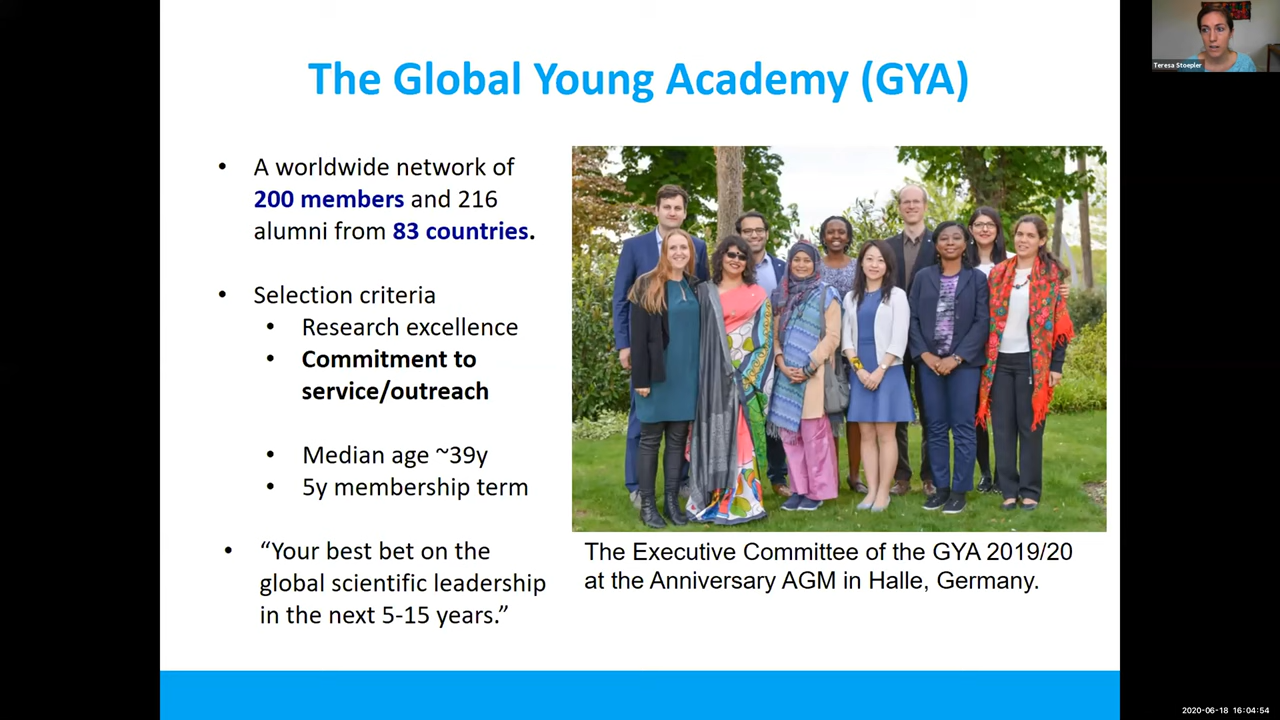 The Global Young Academy (GYA)
• A worldwide network of
200 members and 216
alumni from 83 countries.
• Selection criteria
• Research excellence
• Commitment to
service/outreach
• Median age ~39y
• 5y membership term
• “Your best bet on the
global scientific leadership
in the next 5-15 years.”
The Executive Committee of the GYA 2019/20
at the Anniversary AGM in Halle, Germany.
Teresa Stoepler
2020-06-18 16:04:54